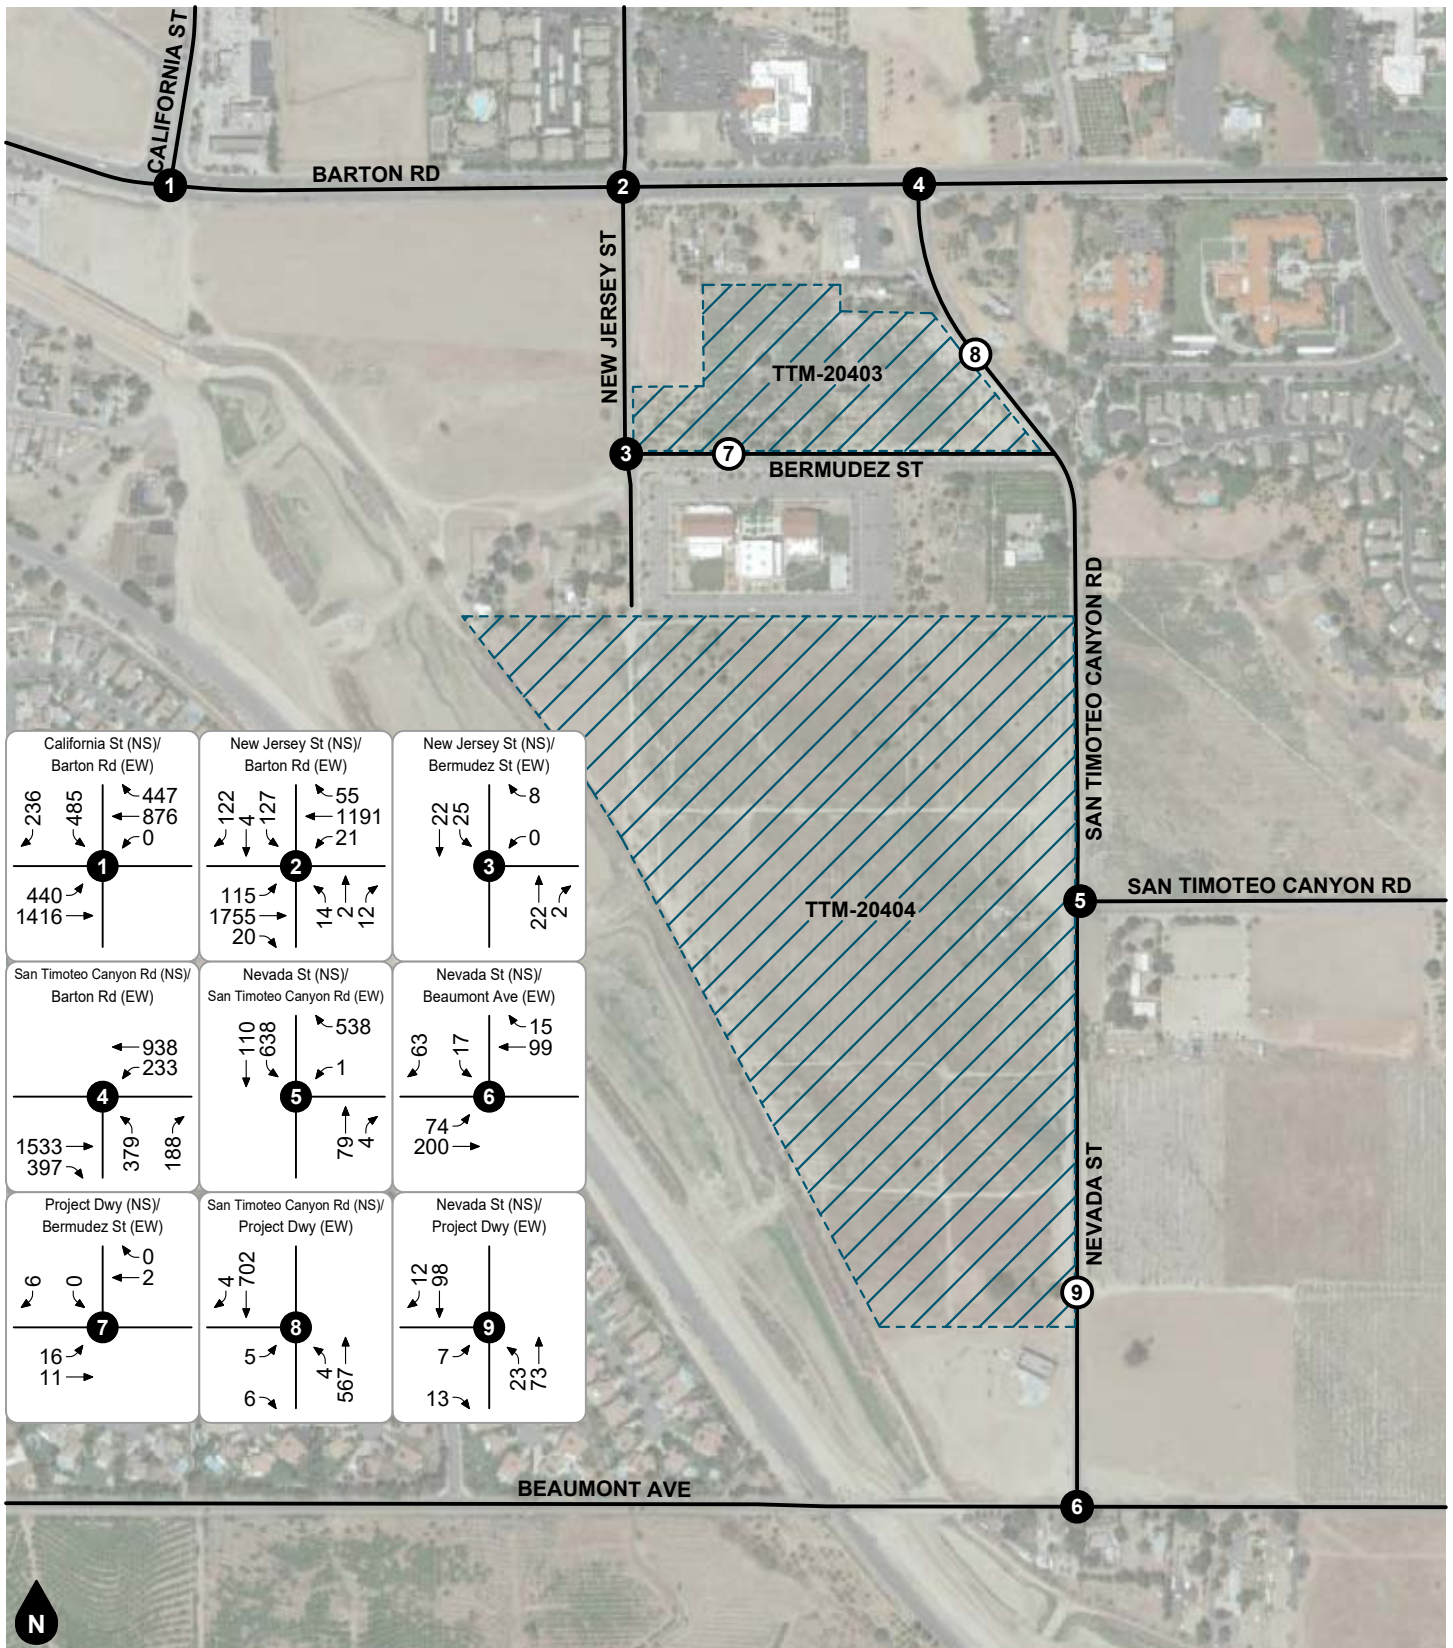 CALIFORNIA ST
BARTON RD
1
2
4
NEW JERSEY ST
TTM-20403
8
3
7
BERMUDEZ ST
SAN TIMOTEO CANYON RD
TTM-20404
5
SAN TIMOTEO CANYON RD
NEVADA ST
9
BEAUMONT AVE
6
N
California St (NS)/
Barton Rd (EW)
236
485
447
876
0
1
440
1416
New Jersey St (NS)/
Barton Rd (EW)
122
4
127
55
1191
21
2
115
1755
20
14
2
12
New Jersey St (NS)/
Bermudez St (EW)
22
25
8
0
3
22
2
San Timoteo Canyon Rd (NS)/
Barton Rd (EW)
938
233
4
1533
397
379
188
Nevada St (NS)/
San Timoteo Canyon Rd (EW)
110
638
538
1
5
79
4
Nevada St (NS)/
Beaumont Ave (EW)
63
17
15
99
6
74
200
Project Dwy (NS)/
Bermudez St (EW)
6
0
0
2
7
16
11
San Timoteo Canyon Rd (NS)/
Project Dwy (EW)
4
702
8
5
6
4
567
Nevada St (NS)/
Project Dwy (EW)
12
98
9
7
13
23
73